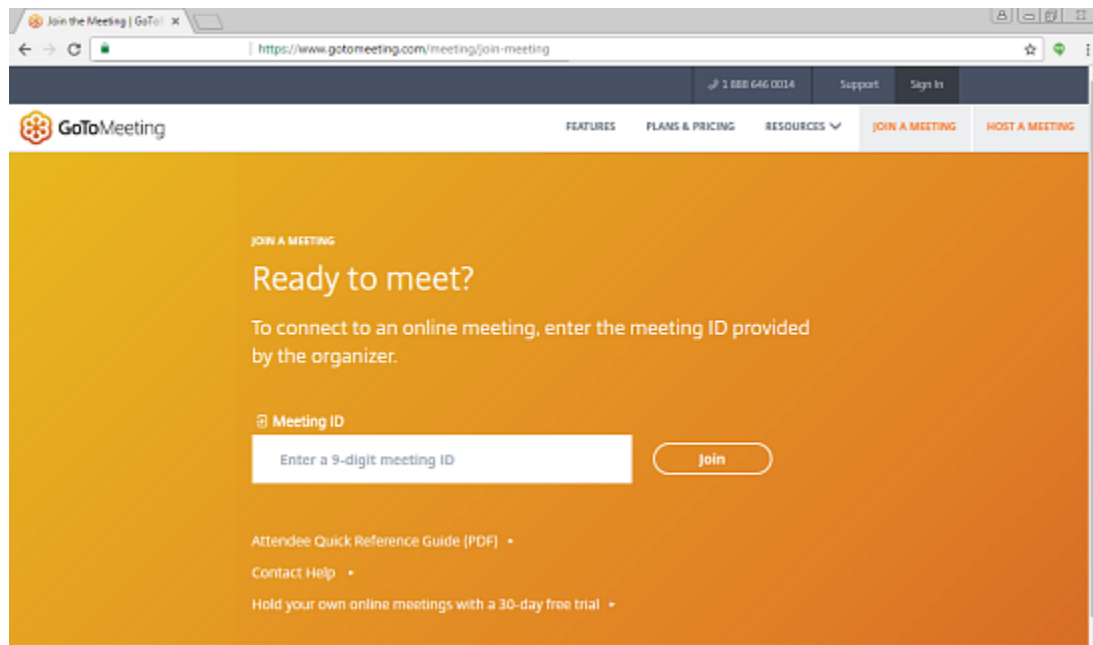 Join the Meeting | GoTo
https://www.gotomeeting.com/meeting/join-meeting
1 888 646 0014 Support Sign In
GoToMeeting FEATURES PLANS & PRICING RESOURCES JOIN A MEETING HOST A MEETING
JOIN A MEETING
Ready to meet?
To connect to an online meeting, enter the meeting ID provided
by the organizer.
Meeting ID
Enter a 9-digit meeting ID Join
Attendee Quick Reference Guide (PDF)
Contact Help
Hold your own online meetings with a 30-day free trial